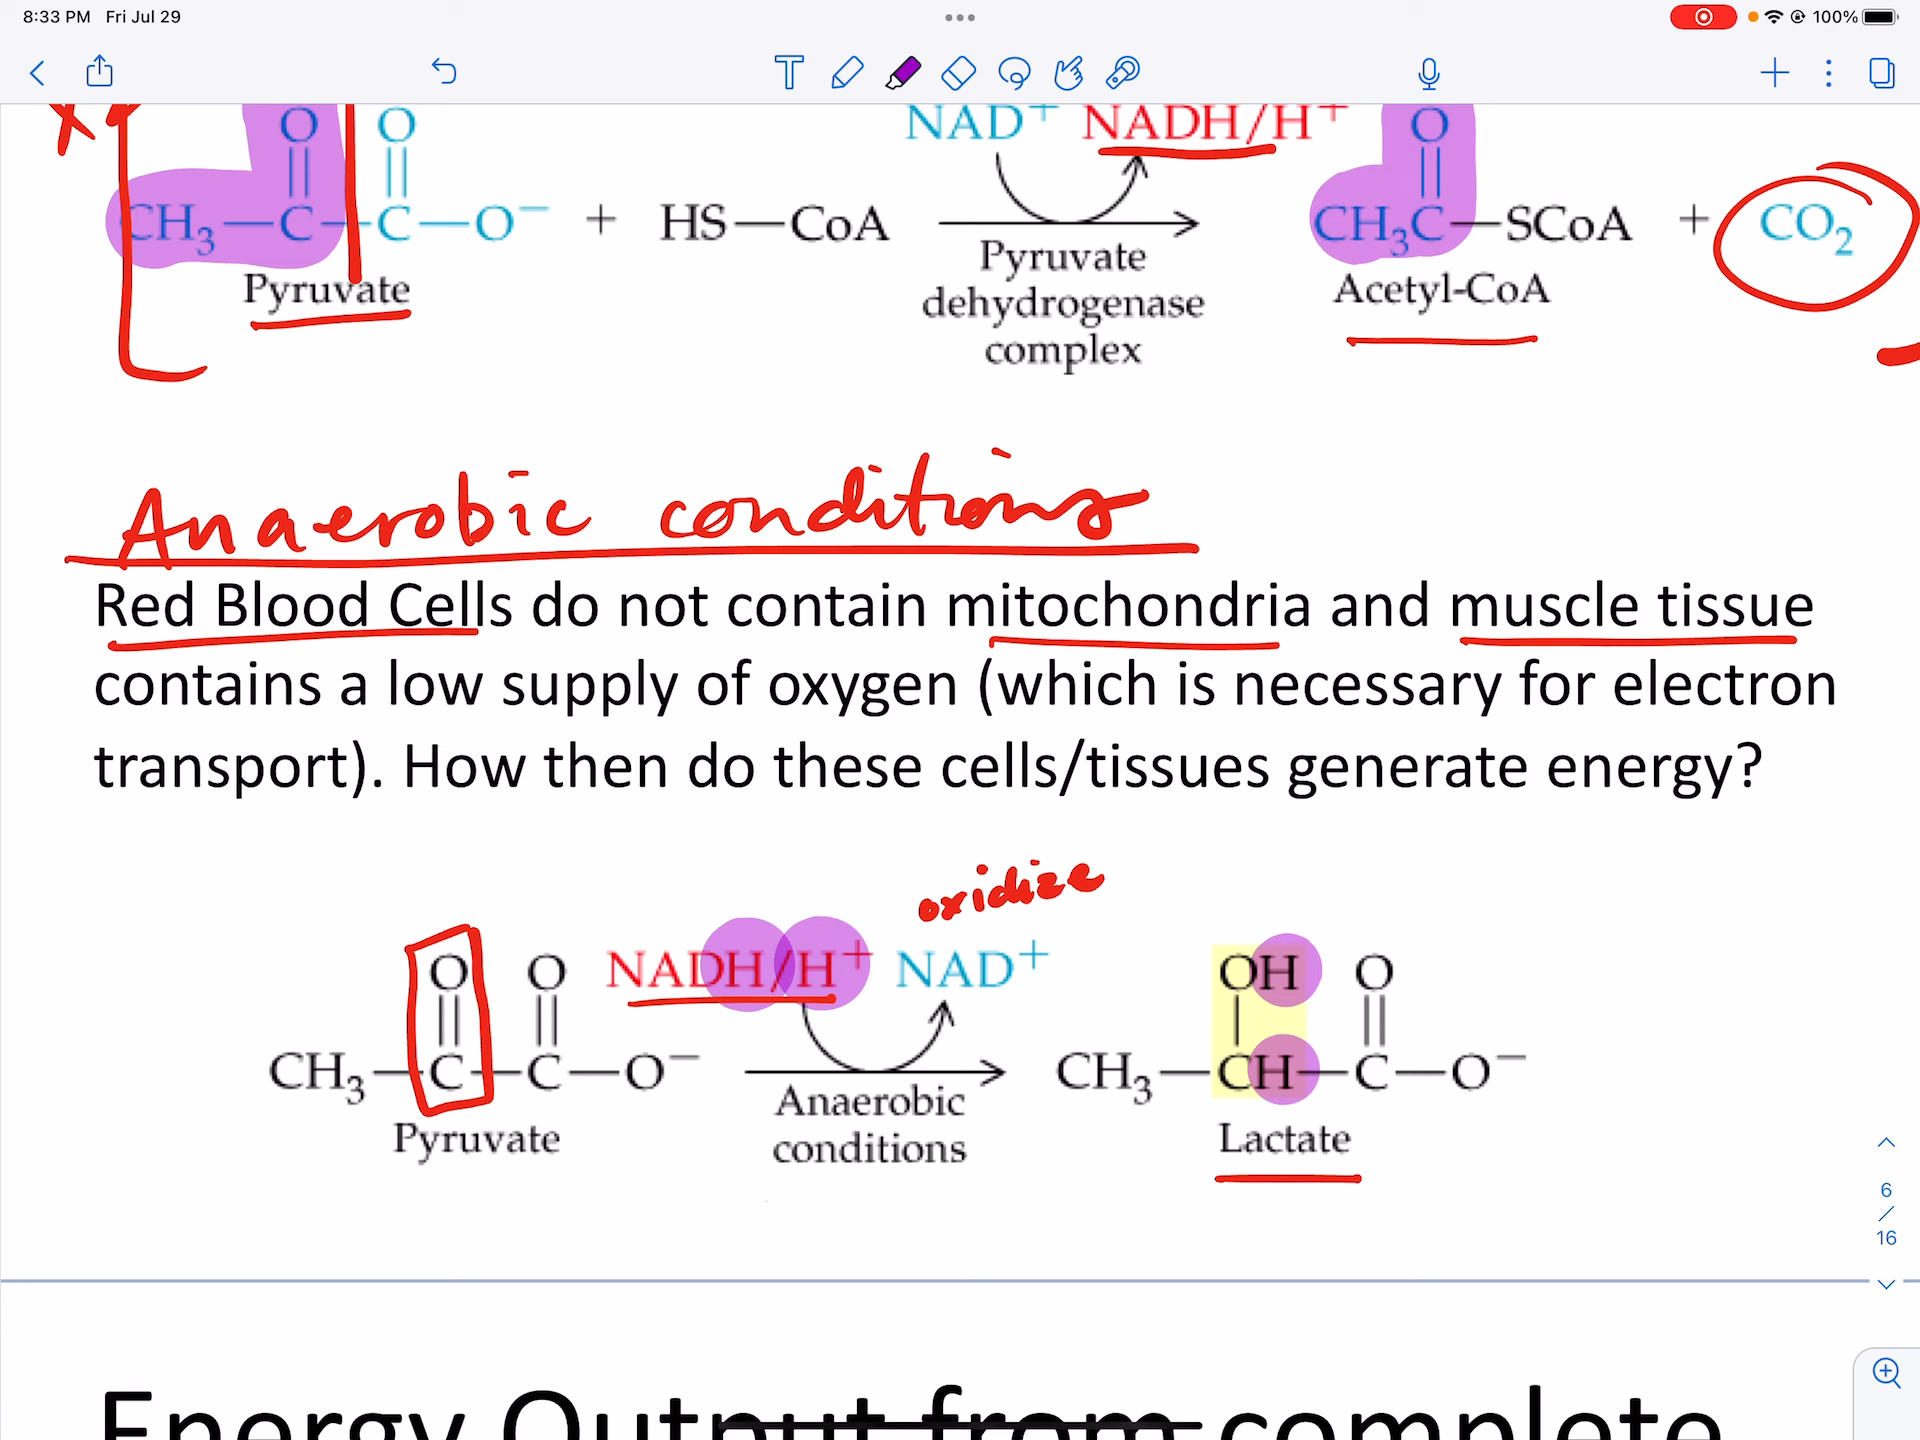 8:33 PM Fri Jul 29
100%
T
O O NAD⁺ NADH/H⁺ O
CH₃—C—C—O⁻ + HS—CoA CH₃C—SCoA + CO₂
Pyruvate
dehydrogenase
complex
Pyruvate Acetyl-CoA
Anaerobic conditions
Red Blood Cells do not contain mitochondria and muscle tissue
contains a low supply of oxygen (which is necessary for electron
transport). How then do these cells/tissues generate energy?
oxidize
O O NADH/H⁺ NAD⁺ OH O
CH₃—C—C—O⁻ CH₃—CH—C—O⁻
Anaerobic
conditions
Pyruvate Lactate
6
/
16
Energy Output from complete